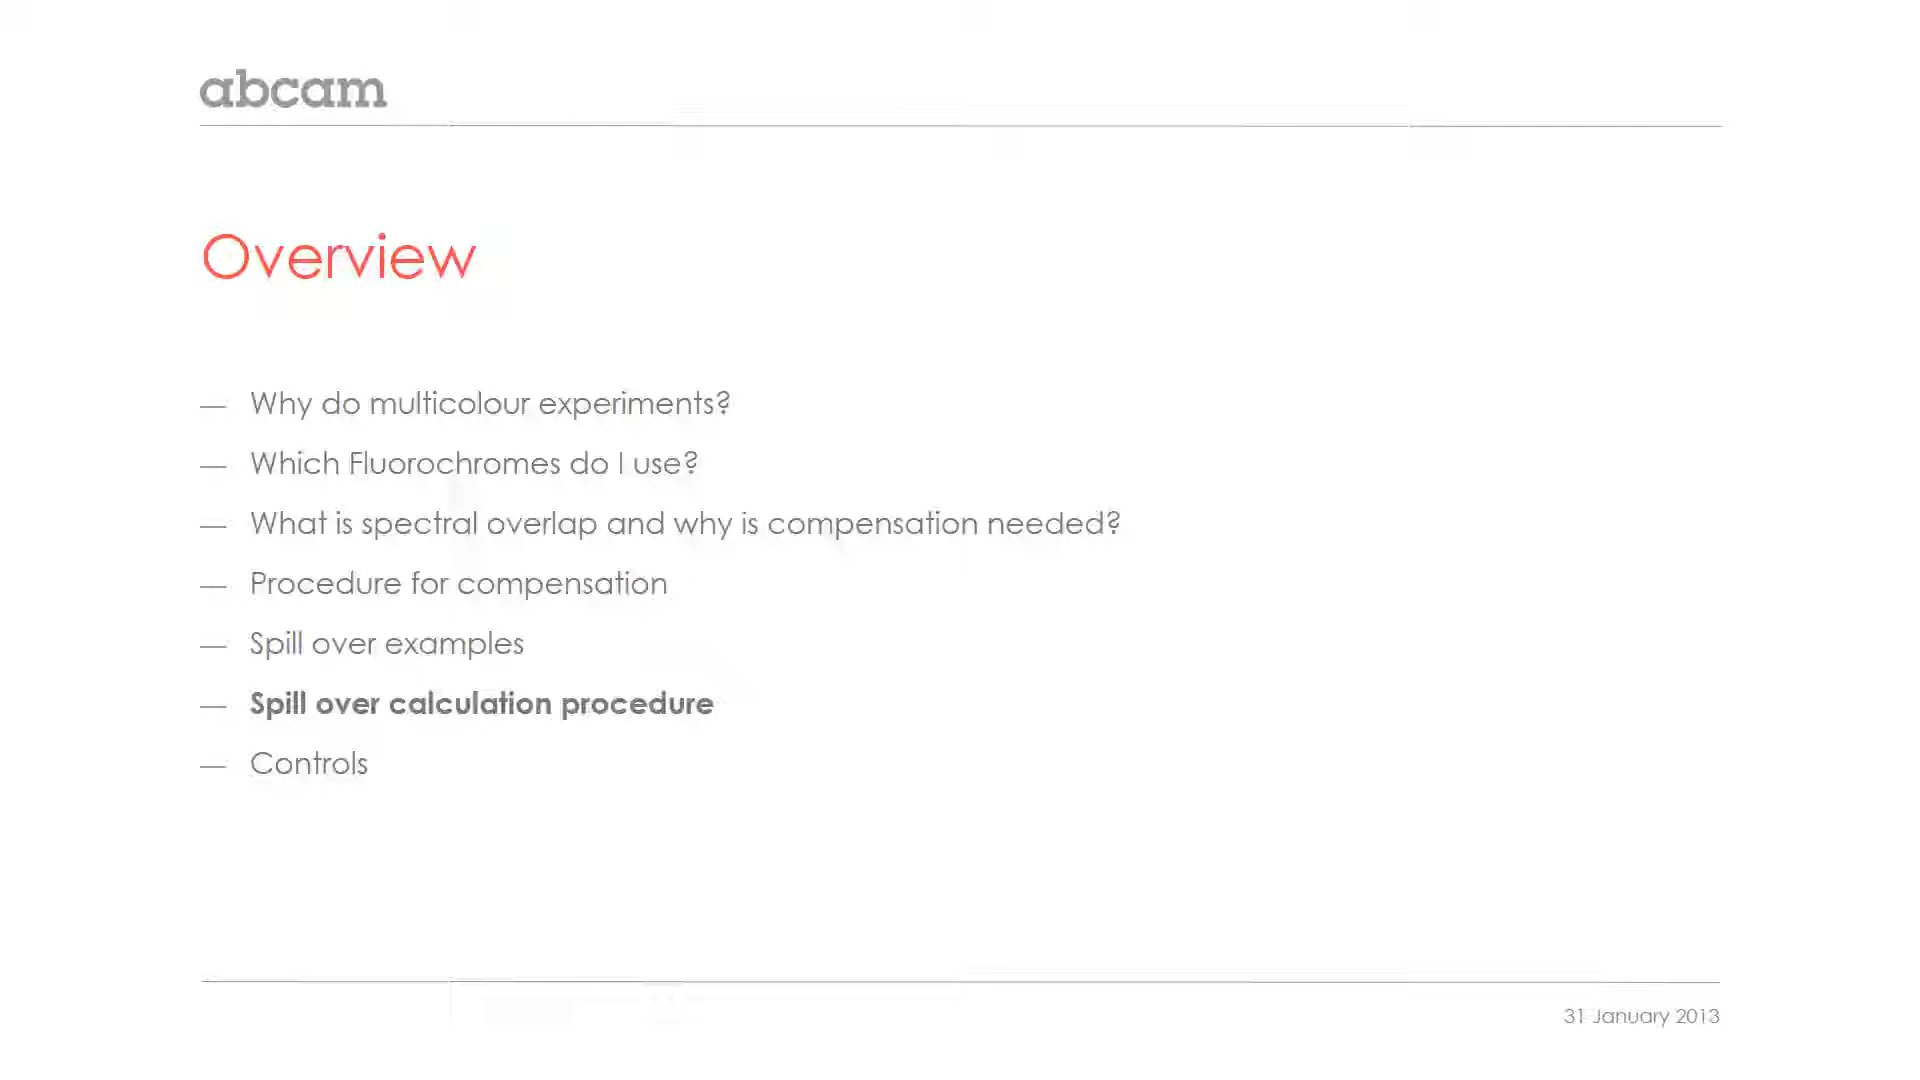 abcam
Overview
— Why do multicolour experiments?
— Which Fluorochromes do I use?
— What is spectral overlap and why is compensation needed?
— Procedure for compensation
— Spill over examples
— Spill over calculation procedure
— Controls
31 January 2013